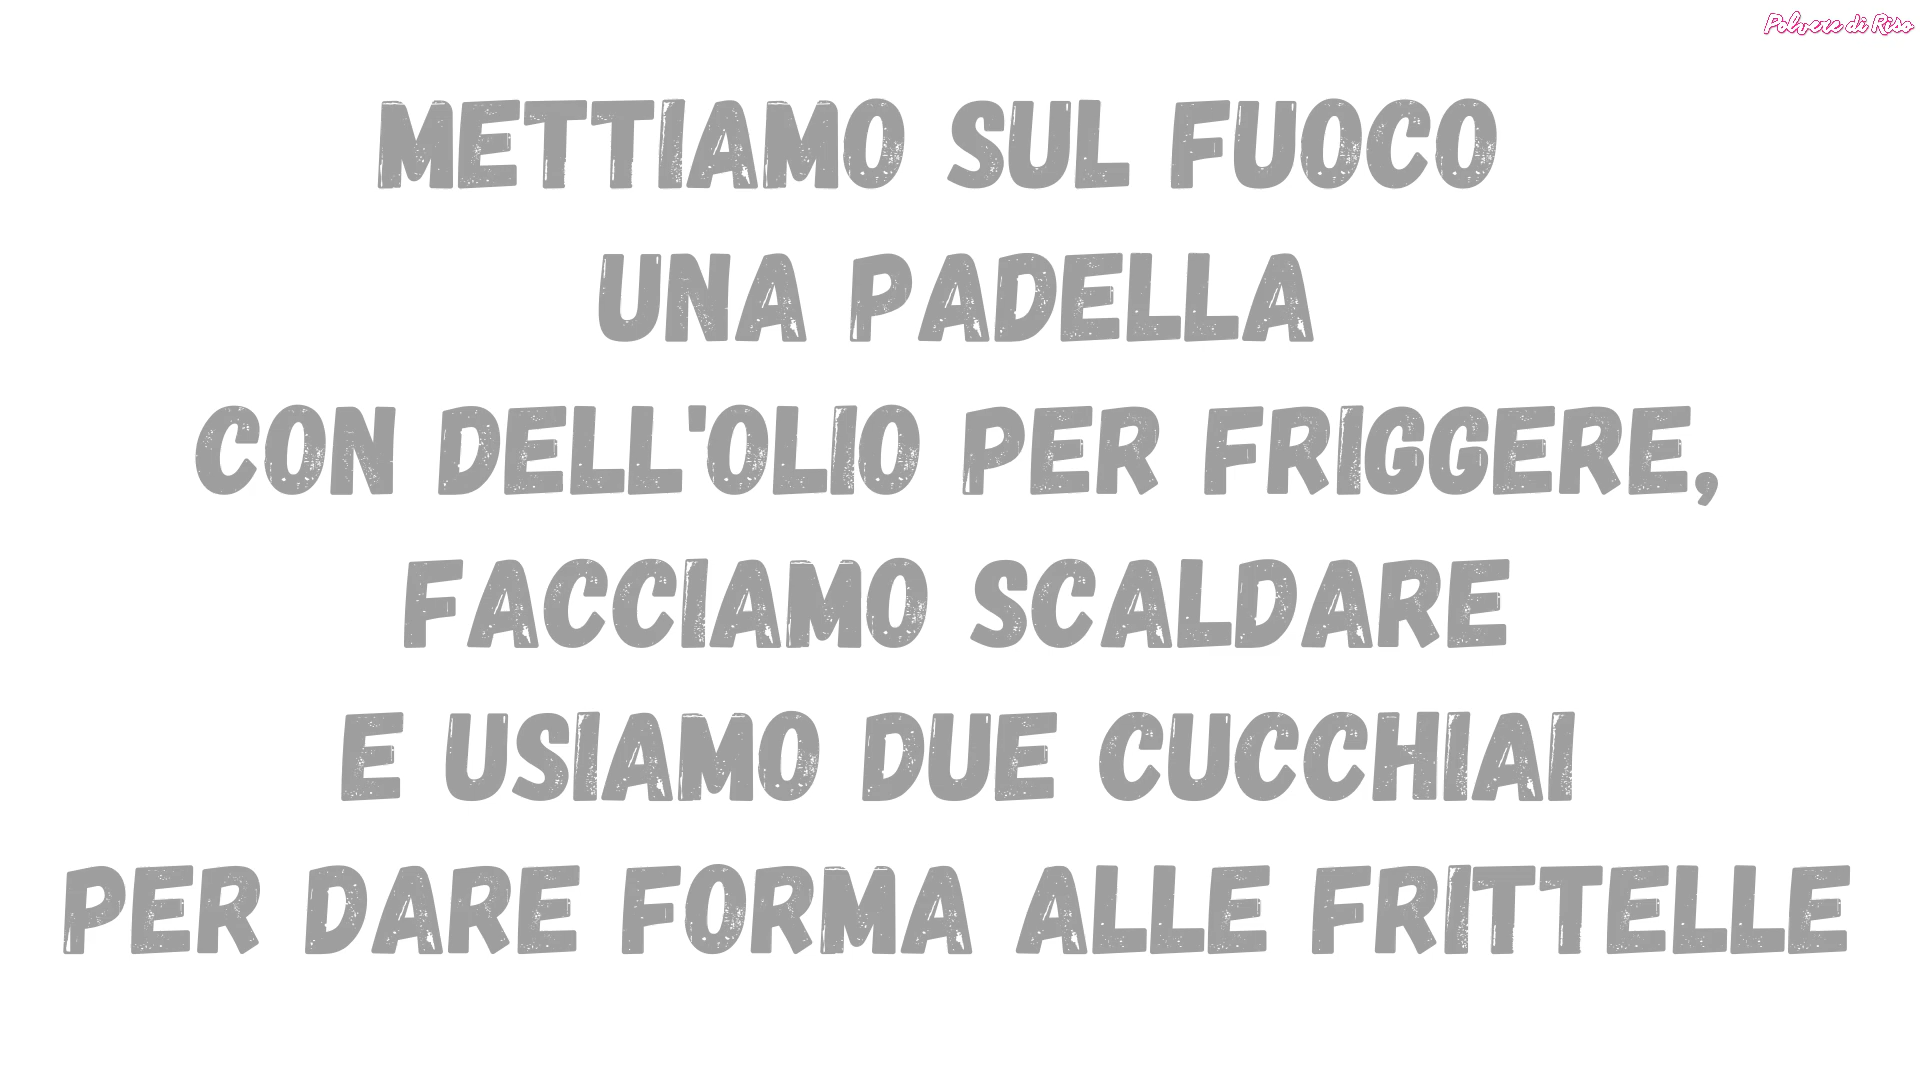 Polvere di Riso
METTIAMO SUL FUOCO
UNA PADELLA
CON DELL'OLIO PER FRIGGERE,
FACCIAMO SCALDARE
E USIAMO DUE CUCCHIAI
PER DARE FORMA ALLE FRITTELLE